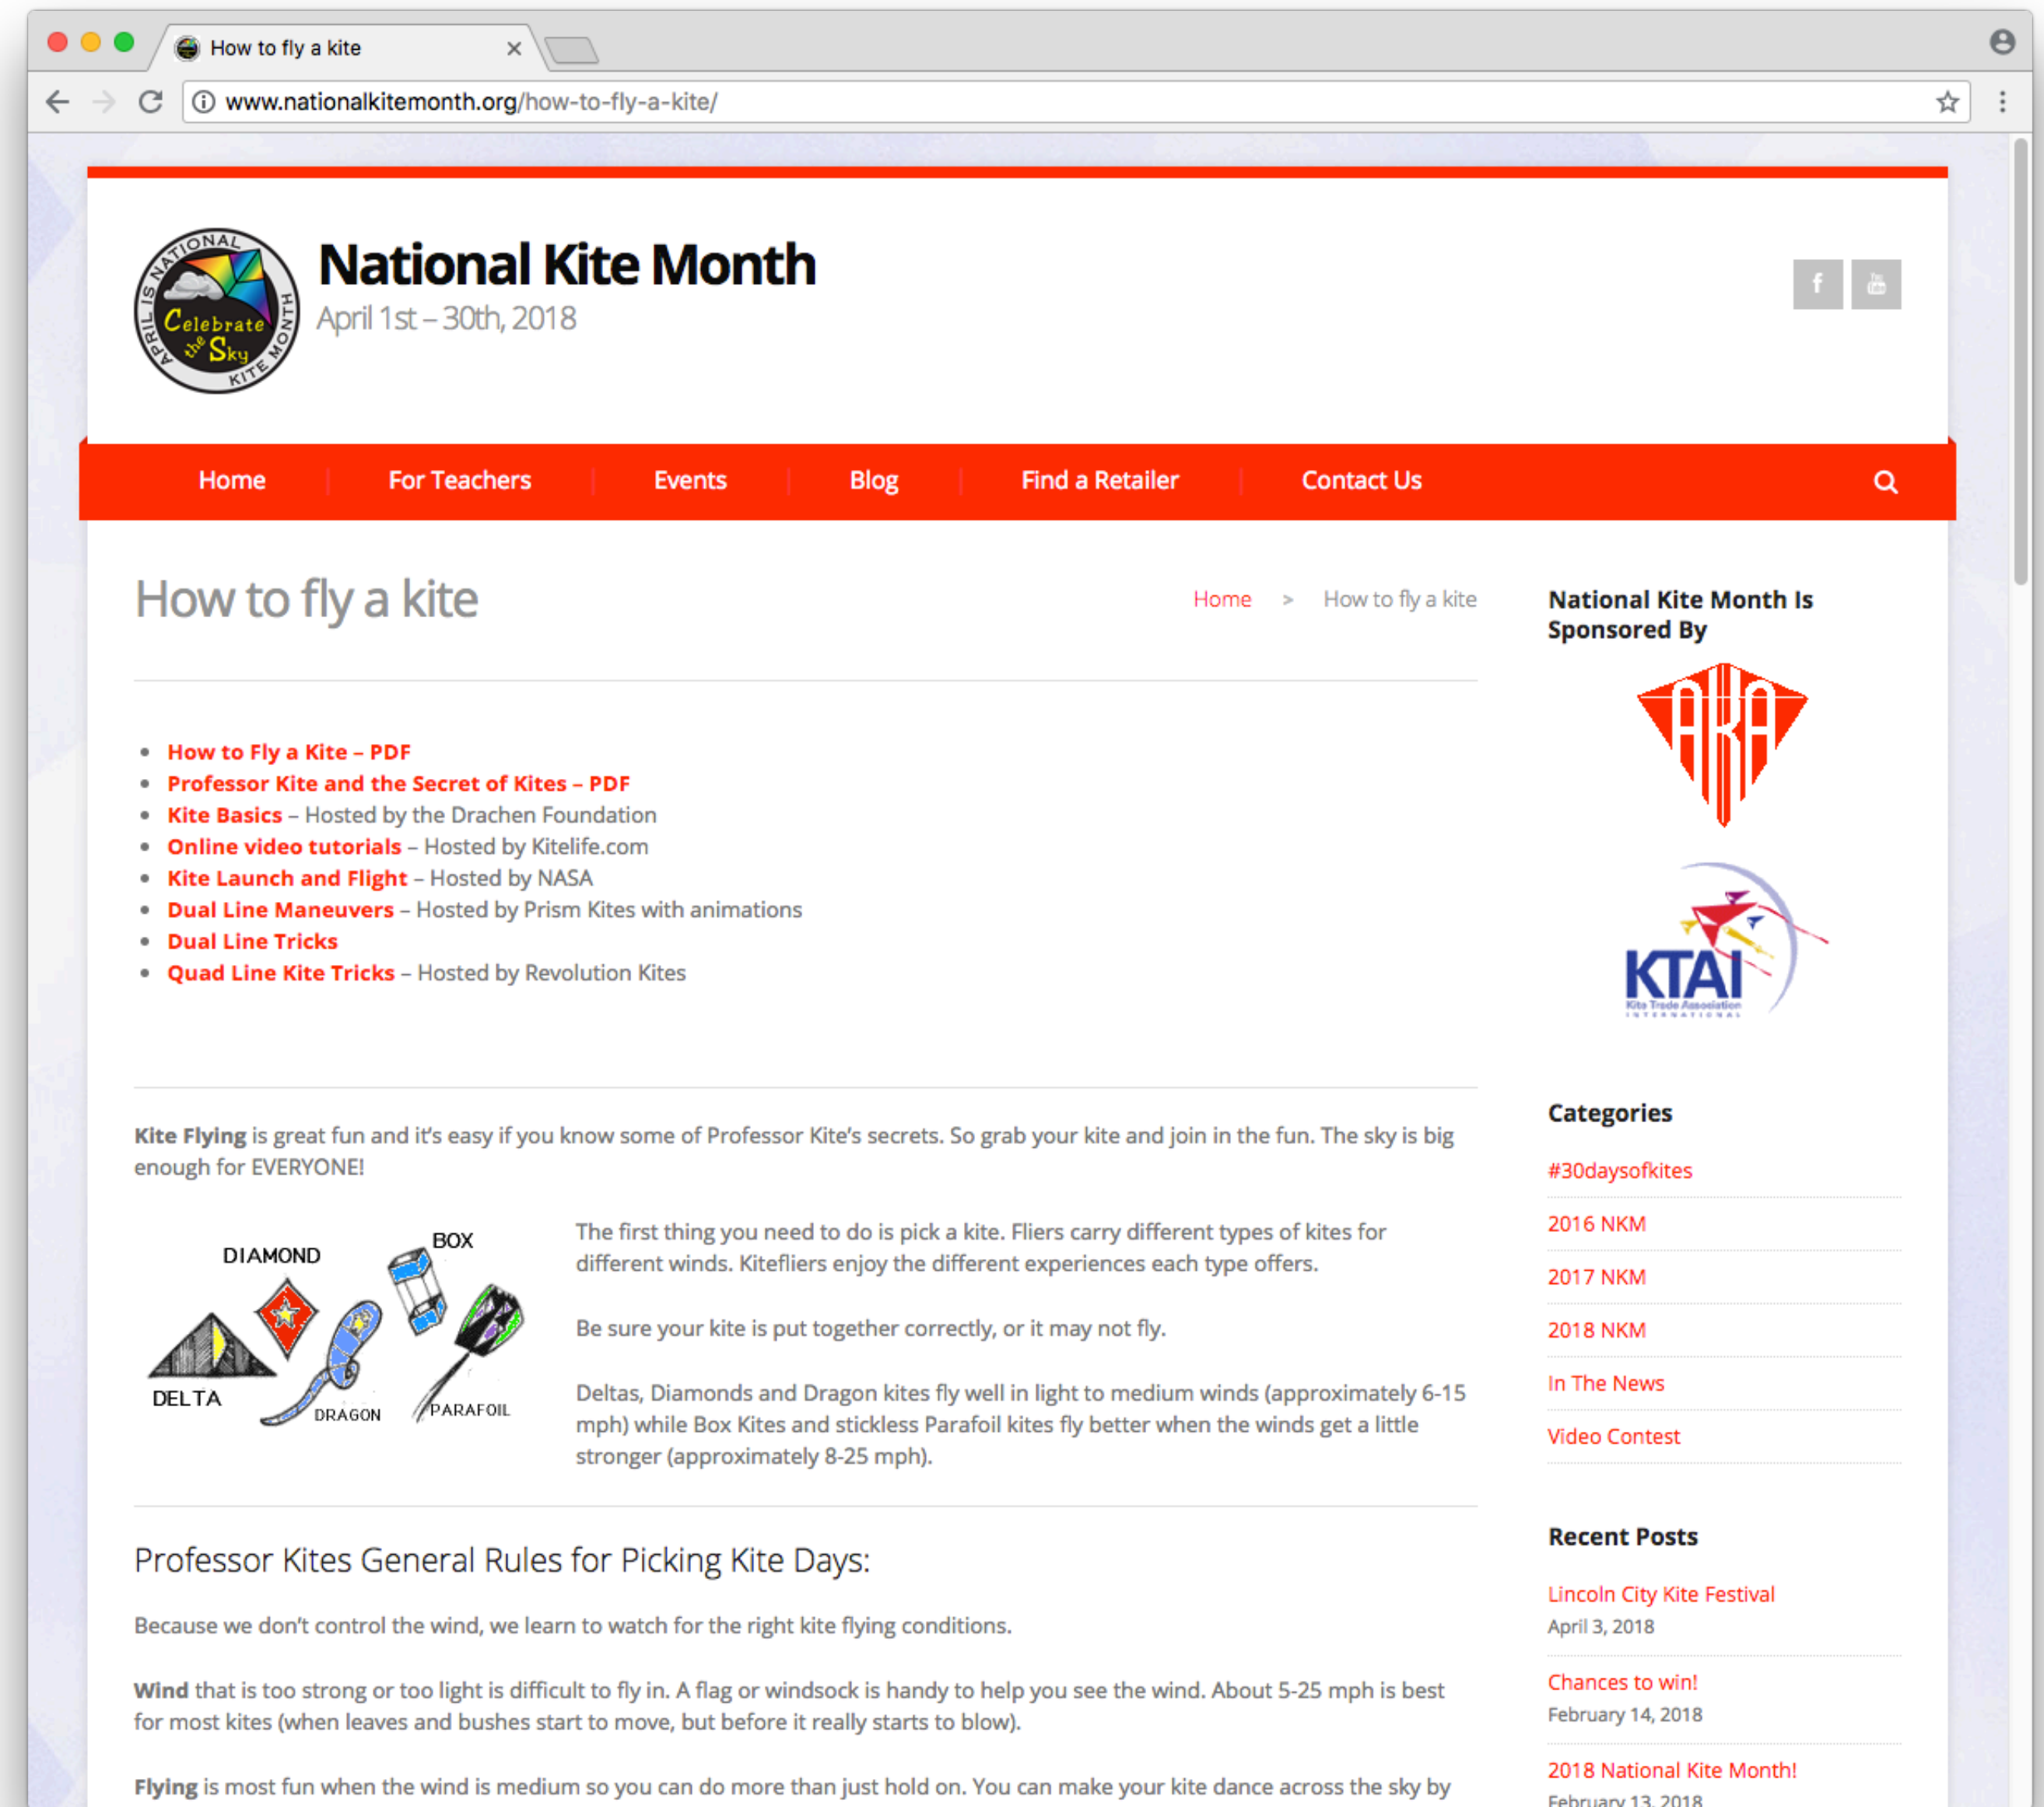 How to fly a kite
www.nationalkitemonth.org/how-to-fly-a-kite/
APRIL IS NATIONAL KITE MONTH
Celebrate
the Sky
National Kite Month
April 1st – 30th, 2018
f
You Tube
Home
For Teachers
Events
Blog
Find a Retailer
Contact Us
How to fly a kite
Home > How to fly a kite
How to Fly a Kite – PDF
Professor Kite and the Secret of Kites – PDF
Kite Basics – Hosted by the Drachen Foundation
Online video tutorials – Hosted by Kitelife.com
Kite Launch and Flight – Hosted by NASA
Dual Line Maneuvers – Hosted by Prism Kites with animations
Dual Line Tricks
Quad Line Kite Tricks – Hosted by Revolution Kites
Kite Flying is great fun and it's easy if you know some of Professor Kite's secrets. So grab your kite and join in the fun. The sky is big
enough for EVERYONE!
DIAMOND
BOX
DELTA
DRAGON
PARAFOIL
The first thing you need to do is pick a kite. Fliers carry different types of kites for
different winds. Kitefliers enjoy the different experiences each type offers.
Be sure your kite is put together correctly, or it may not fly.
Deltas, Diamonds and Dragon kites fly well in light to medium winds (approximately 6-15
mph) while Box Kites and stickless Parafoil kites fly better when the winds get a little
stronger (approximately 8-25 mph).
Professor Kites General Rules for Picking Kite Days:
Because we don't control the wind, we learn to watch for the right kite flying conditions.
Wind that is too strong or too light is difficult to fly in. A flag or windsock is handy to help you see the wind. About 5-25 mph is best
for most kites (when leaves and bushes start to move, but before it really starts to blow).
Flying is most fun when the wind is medium so you can do more than just hold on. You can make your kite dance across the sky by
National Kite Month Is
Sponsored By
AKA
KTAI
Kite Trade Association
INTERNATIONAL
Categories
#30daysofkites
2016 NKM
2017 NKM
2018 NKM
In The News
Video Contest
Recent Posts
Lincoln City Kite Festival
April 3, 2018
Chances to win!
February 14, 2018
2018 National Kite Month!
February 13, 2018